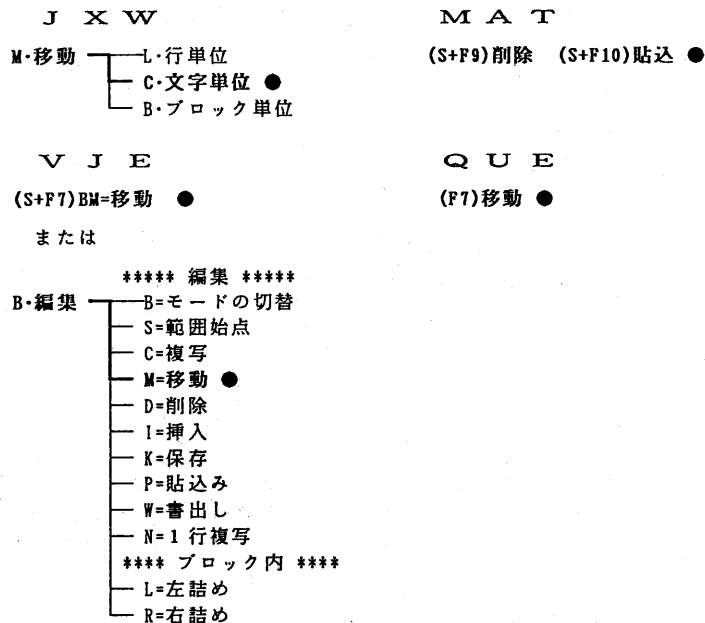 JXW
M・移動 L・行単位
C・文字単位 ●
B・ブロック単位
MAT
(S+F9)削除 (S+F10)貼込 ●
VJE
(S+F7)BM=移動 ●
または
***** 編集 *****
B・編集 B=モードの切替
S=範囲始点
C=複写
M=移動 ●
D=削除
I=挿入
K=保存
P=貼込み
W=書出し
N=1行複写
**** ブロック内 ****
L=左詰め
R=右詰め
QUE
(F7)移動 ●